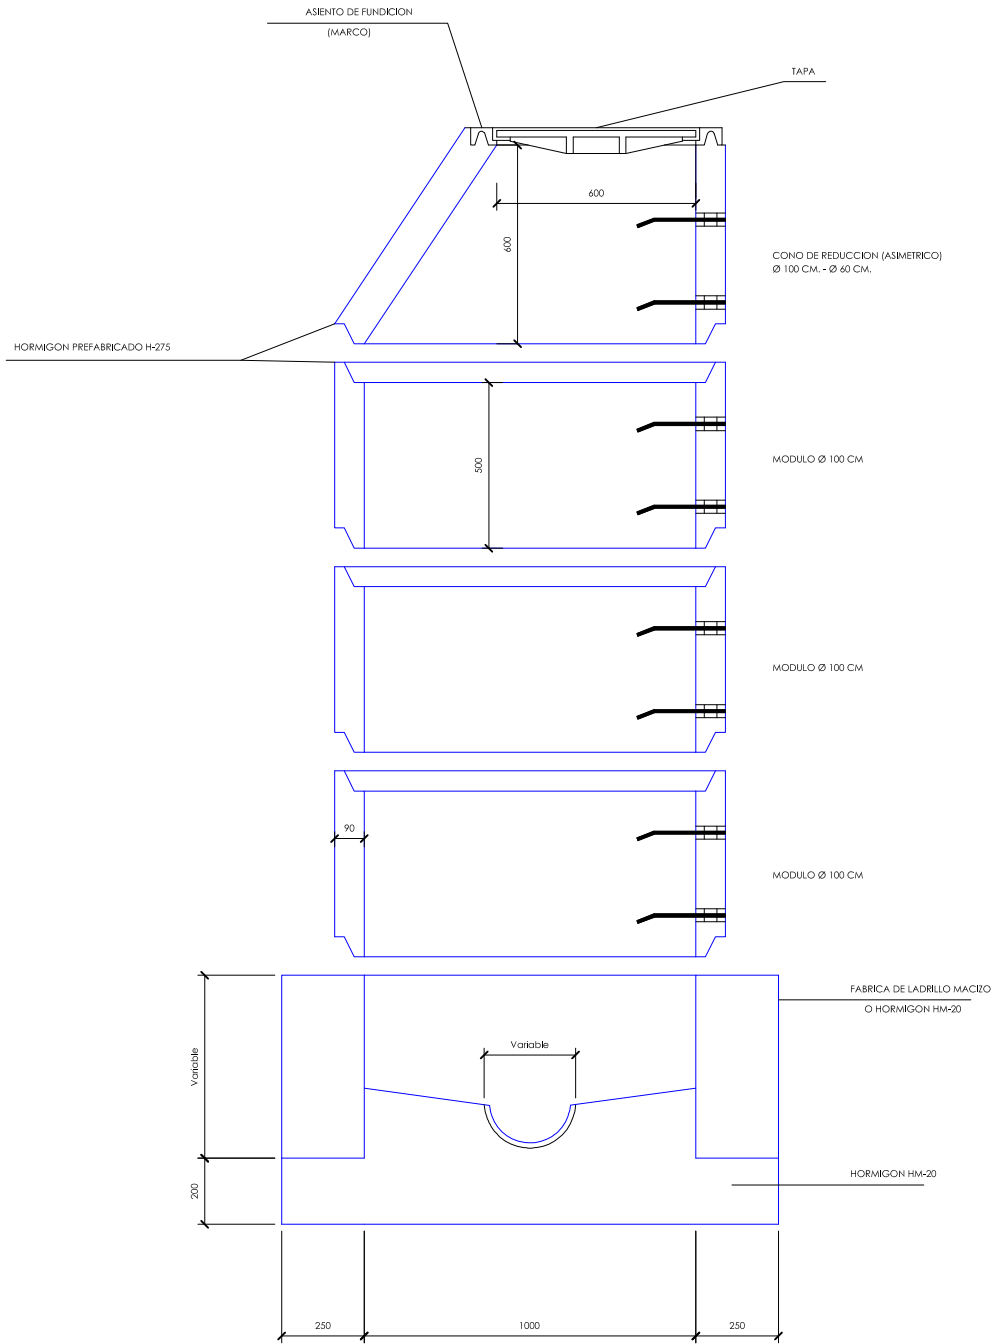 ASIENTO DE FUNDICION
(MARCO)
TAPA
600
600
CONO DE REDUCCION (ASIMETRICO)
Ø 100 CM. - Ø 60 CM.
HORMIGON PREFABRICADO H-275
500
MODULO Ø 100 CM
MODULO Ø 100 CM
90
MODULO Ø 100 CM
FABRICA DE LADRILLO MACIZO
O HORMIGON HM-20
Variable
Variable
HORMIGON HM-20
200
250
1000
250